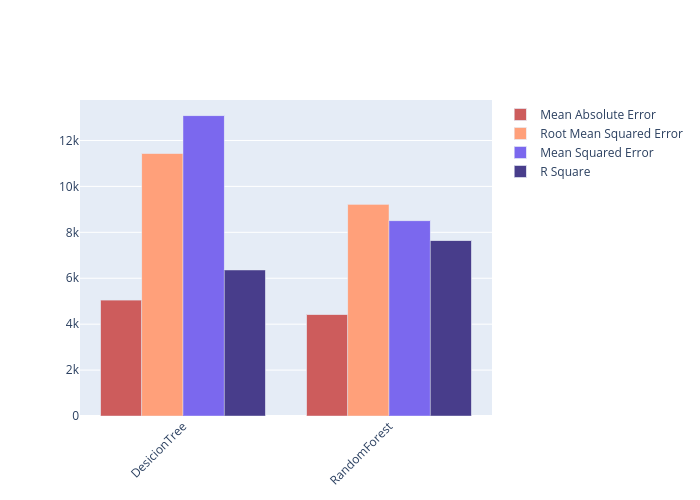 12k
10k
8k
6k
4k
2k
0
DesicionTree
RandomForest
Mean Absolute Error
Root Mean Squared Error
Mean Squared Error
R Square